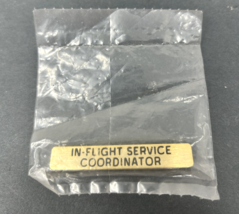 IN-FLIGHT SERVICE
COORDINATOR